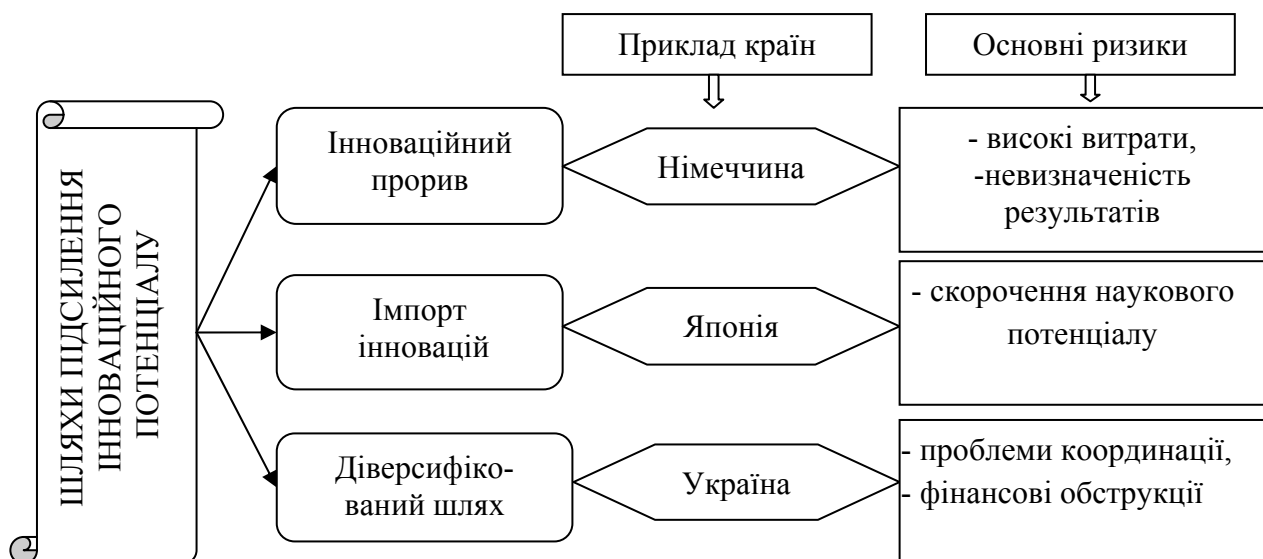 Приклад країн
Основні ризики
ШЛЯХИ ПІДСИЛЕННЯ
ІННОВАЦІЙНОГО
ПОТЕНЦІАЛУ
Інноваційний
прорив
Німеччина
- високі витрати,
-невизначеність
результатів
Імпорт
інновацій
Японія
- скорочення наукового
потенціалу
Діверсифіко-
ваний шлях
Україна
- проблеми координації,
- фінансові обструкції